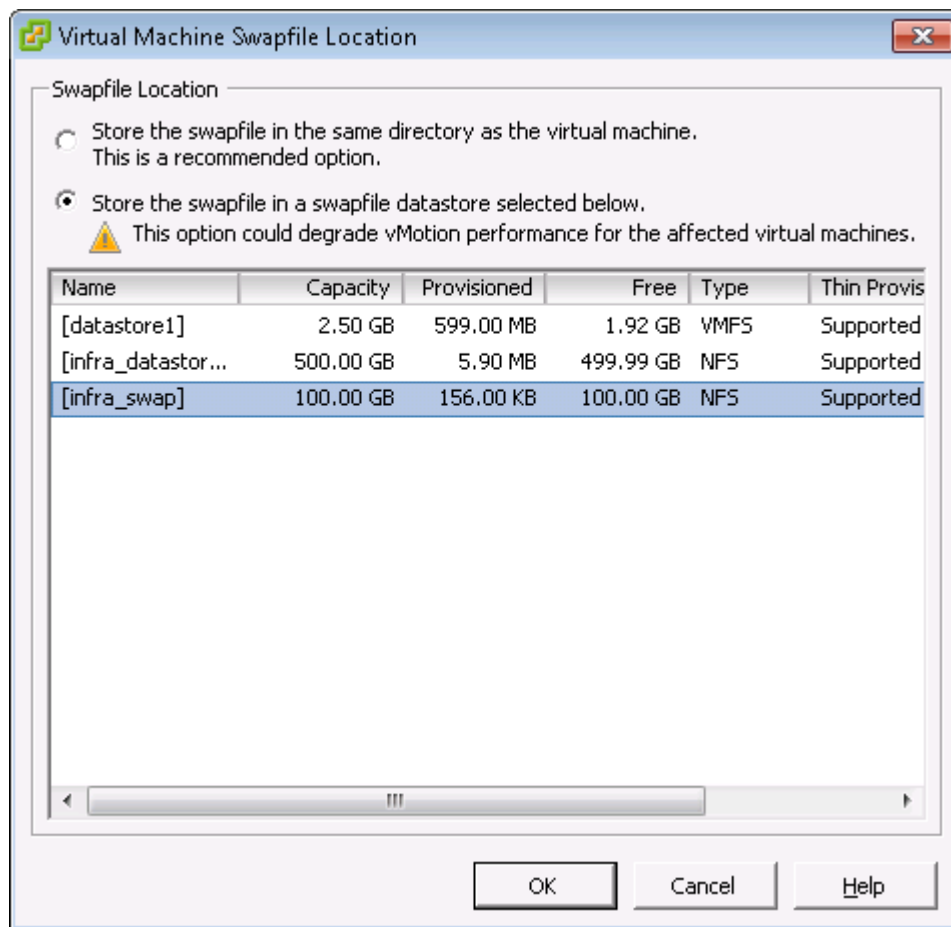 Virtual Machine Swapfile Location
Swapfile Location
Store the swapfile in the same directory as the virtual machine.
This is a recommended option.
Store the swapfile in a swapfile datastore selected below.
This option could degrade vMotion performance for the affected virtual machines.
Name Capacity Provisioned Free Type Thin Provis
[datastore1] 2.50 GB 599.00 MB 1.92 GB VMFS Supported
[infra_datastor... 500.00 GB 5.90 MB 499.99 GB NFS Supported
[infra_swap] 100.00 GB 156.00 KB 100.00 GB NFS Supported
OK Cancel Help